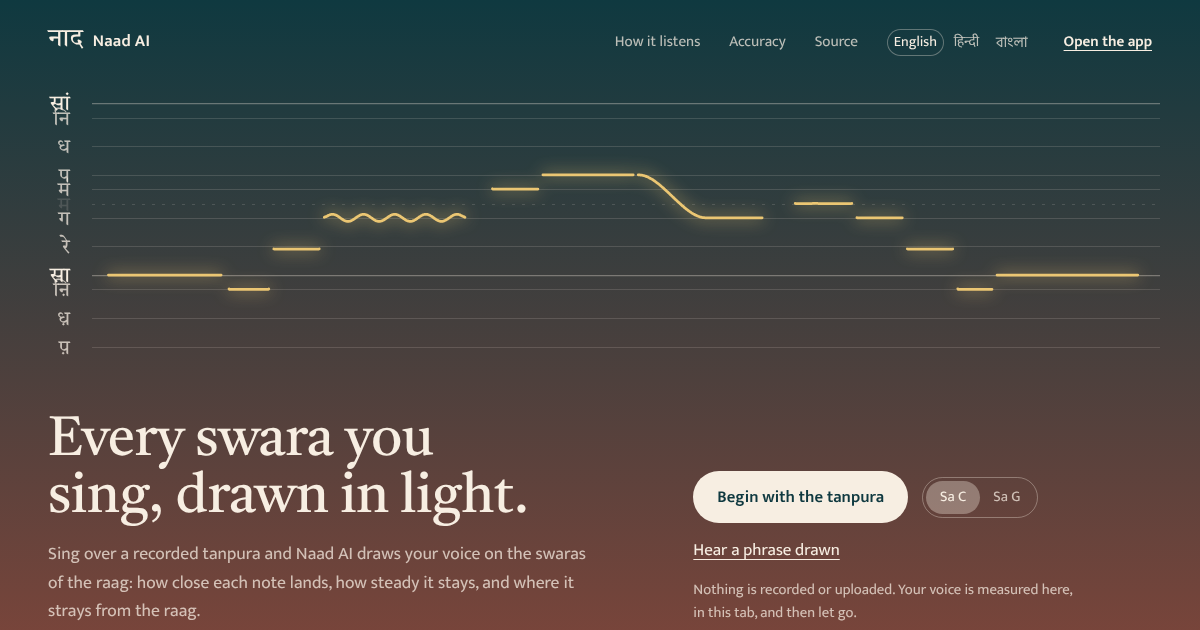 नाद Naad AI
How it listens Accuracy Source English हिन्दी বাংলা Open the app
सां
नि
ध
प
म
म॑
ग
रे
सा
नि़
ध़
प़
Every swara you
sing, drawn in light.
Sing over a recorded tanpura and Naad AI draws your voice on the swaras
of the raag: how close each note lands, how steady it stays, and where it
strays from the raag.
Begin with the tanpura Sa C Sa G
Hear a phrase drawn
Nothing is recorded or uploaded. Your voice is measured here,
in this tab, and then let go.